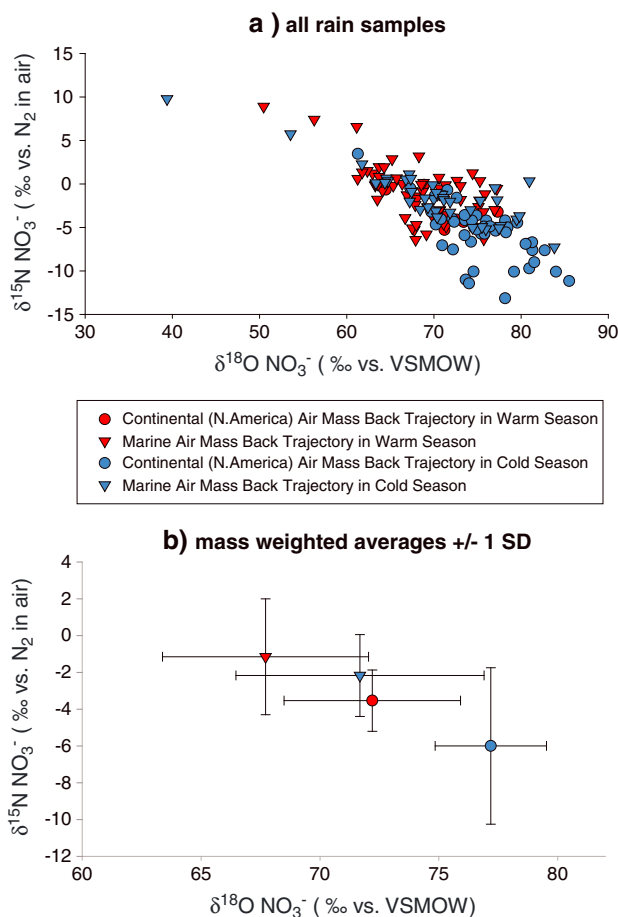 a ) all rain samples
δ¹⁵N NO₃⁻ ( ‰ vs. N₂ in air)
15
10
5
0
-5
-10
-15
30 40 50 60 70 80 90
δ¹⁸O NO₃⁻ ( ‰ vs. VSMOW)
Continental (N.America) Air Mass Back Trajectory in Warm Season
Marine Air Mass Back Trajectory in Warm Season
Continental (N.America) Air Mass Back Trajectory in Cold Season
Marine Air Mass Back Trajectory in Cold Season
b) mass weighted averages +/- 1 SD
δ¹⁵N NO₃⁻ ( ‰ vs. N₂ in air)
4
2
0
-2
-4
-6
-8
-10
-12
60 65 70 75 80
δ¹⁸O NO₃⁻ ( ‰ vs. VSMOW)